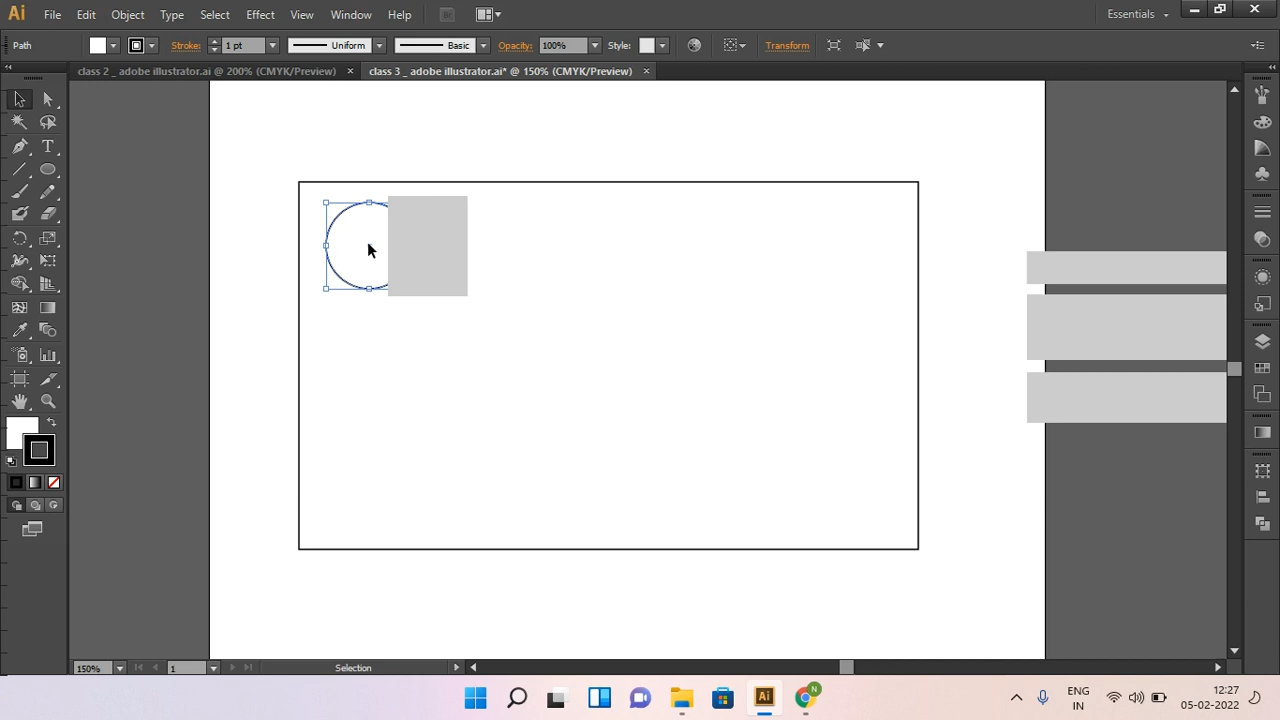 Ai File Edit Object Type Select Effect View Window Help Essentials
Path Stroke: 1 pt Uniform Basic Opacity: 100% Style: Transform
class 2 _ adobe illustrator.ai @ 200% (CMYK/Preview) class 3 _ adobe illustrator.ai* @ 150% (CMYK/Preview)
T
150% 1 Selection
Ai N ENG 12:27
IN 05-02-2022